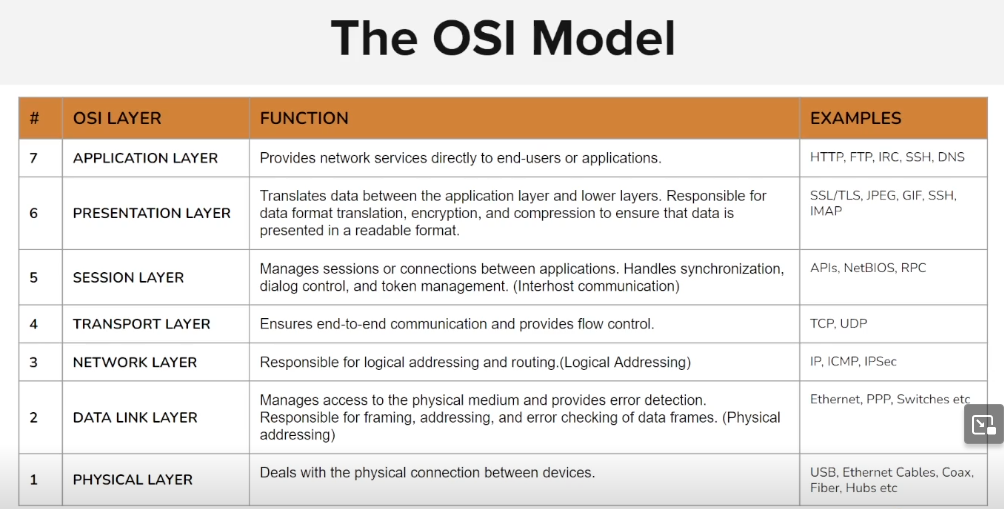 The OSI Model
# OSI LAYER FUNCTION EXAMPLES
7 APPLICATION LAYER Provides network services directly to end-users or applications. HTTP, FTP, IRC, SSH, DNS
6 PRESENTATION LAYER
Translates data between the application layer and lower layers. Responsible for
data format translation, encryption, and compression to ensure that data is
presented in a readable format.
SSL/TLS, JPEG, GIF, SSH,
IMAP
5 SESSION LAYER
Manages sessions or connections between applications. Handles synchronization,
dialog control, and token management. (Interhost communication)
APIs, NetBIOS, RPC
4 TRANSPORT LAYER Ensures end-to-end communication and provides flow control. TCP, UDP
3 NETWORK LAYER Responsible for logical addressing and routing.(Logical Addressing) IP, ICMP, IPSec
2 DATA LINK LAYER
Manages access to the physical medium and provides error detection.
Responsible for framing, addressing, and error checking of data frames. (Physical
addressing)
Ethernet, PPP, Switches etc
1 PHYSICAL LAYER Deals with the physical connection between devices.
USB, Ethernet Cables, Coax,
Fiber, Hubs etc